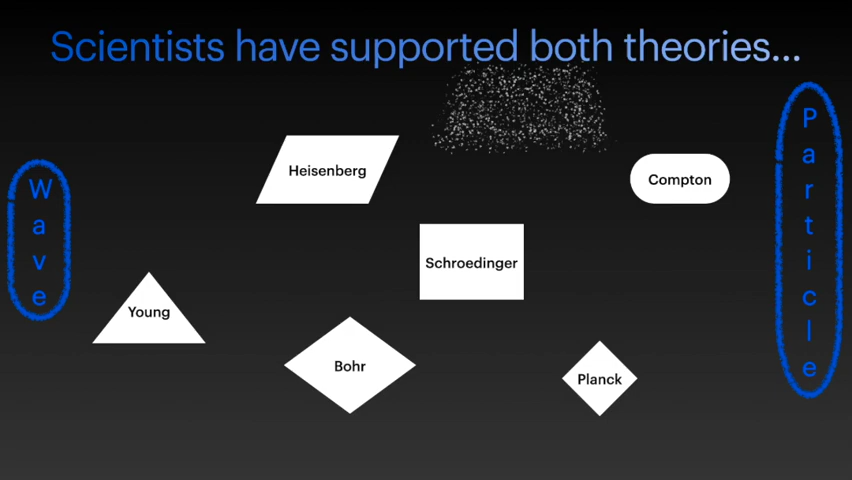 Scientists have supported both theories...
Heisenberg
Compton
Wave
Particle
Schroedinger
Young
Bohr
Planck